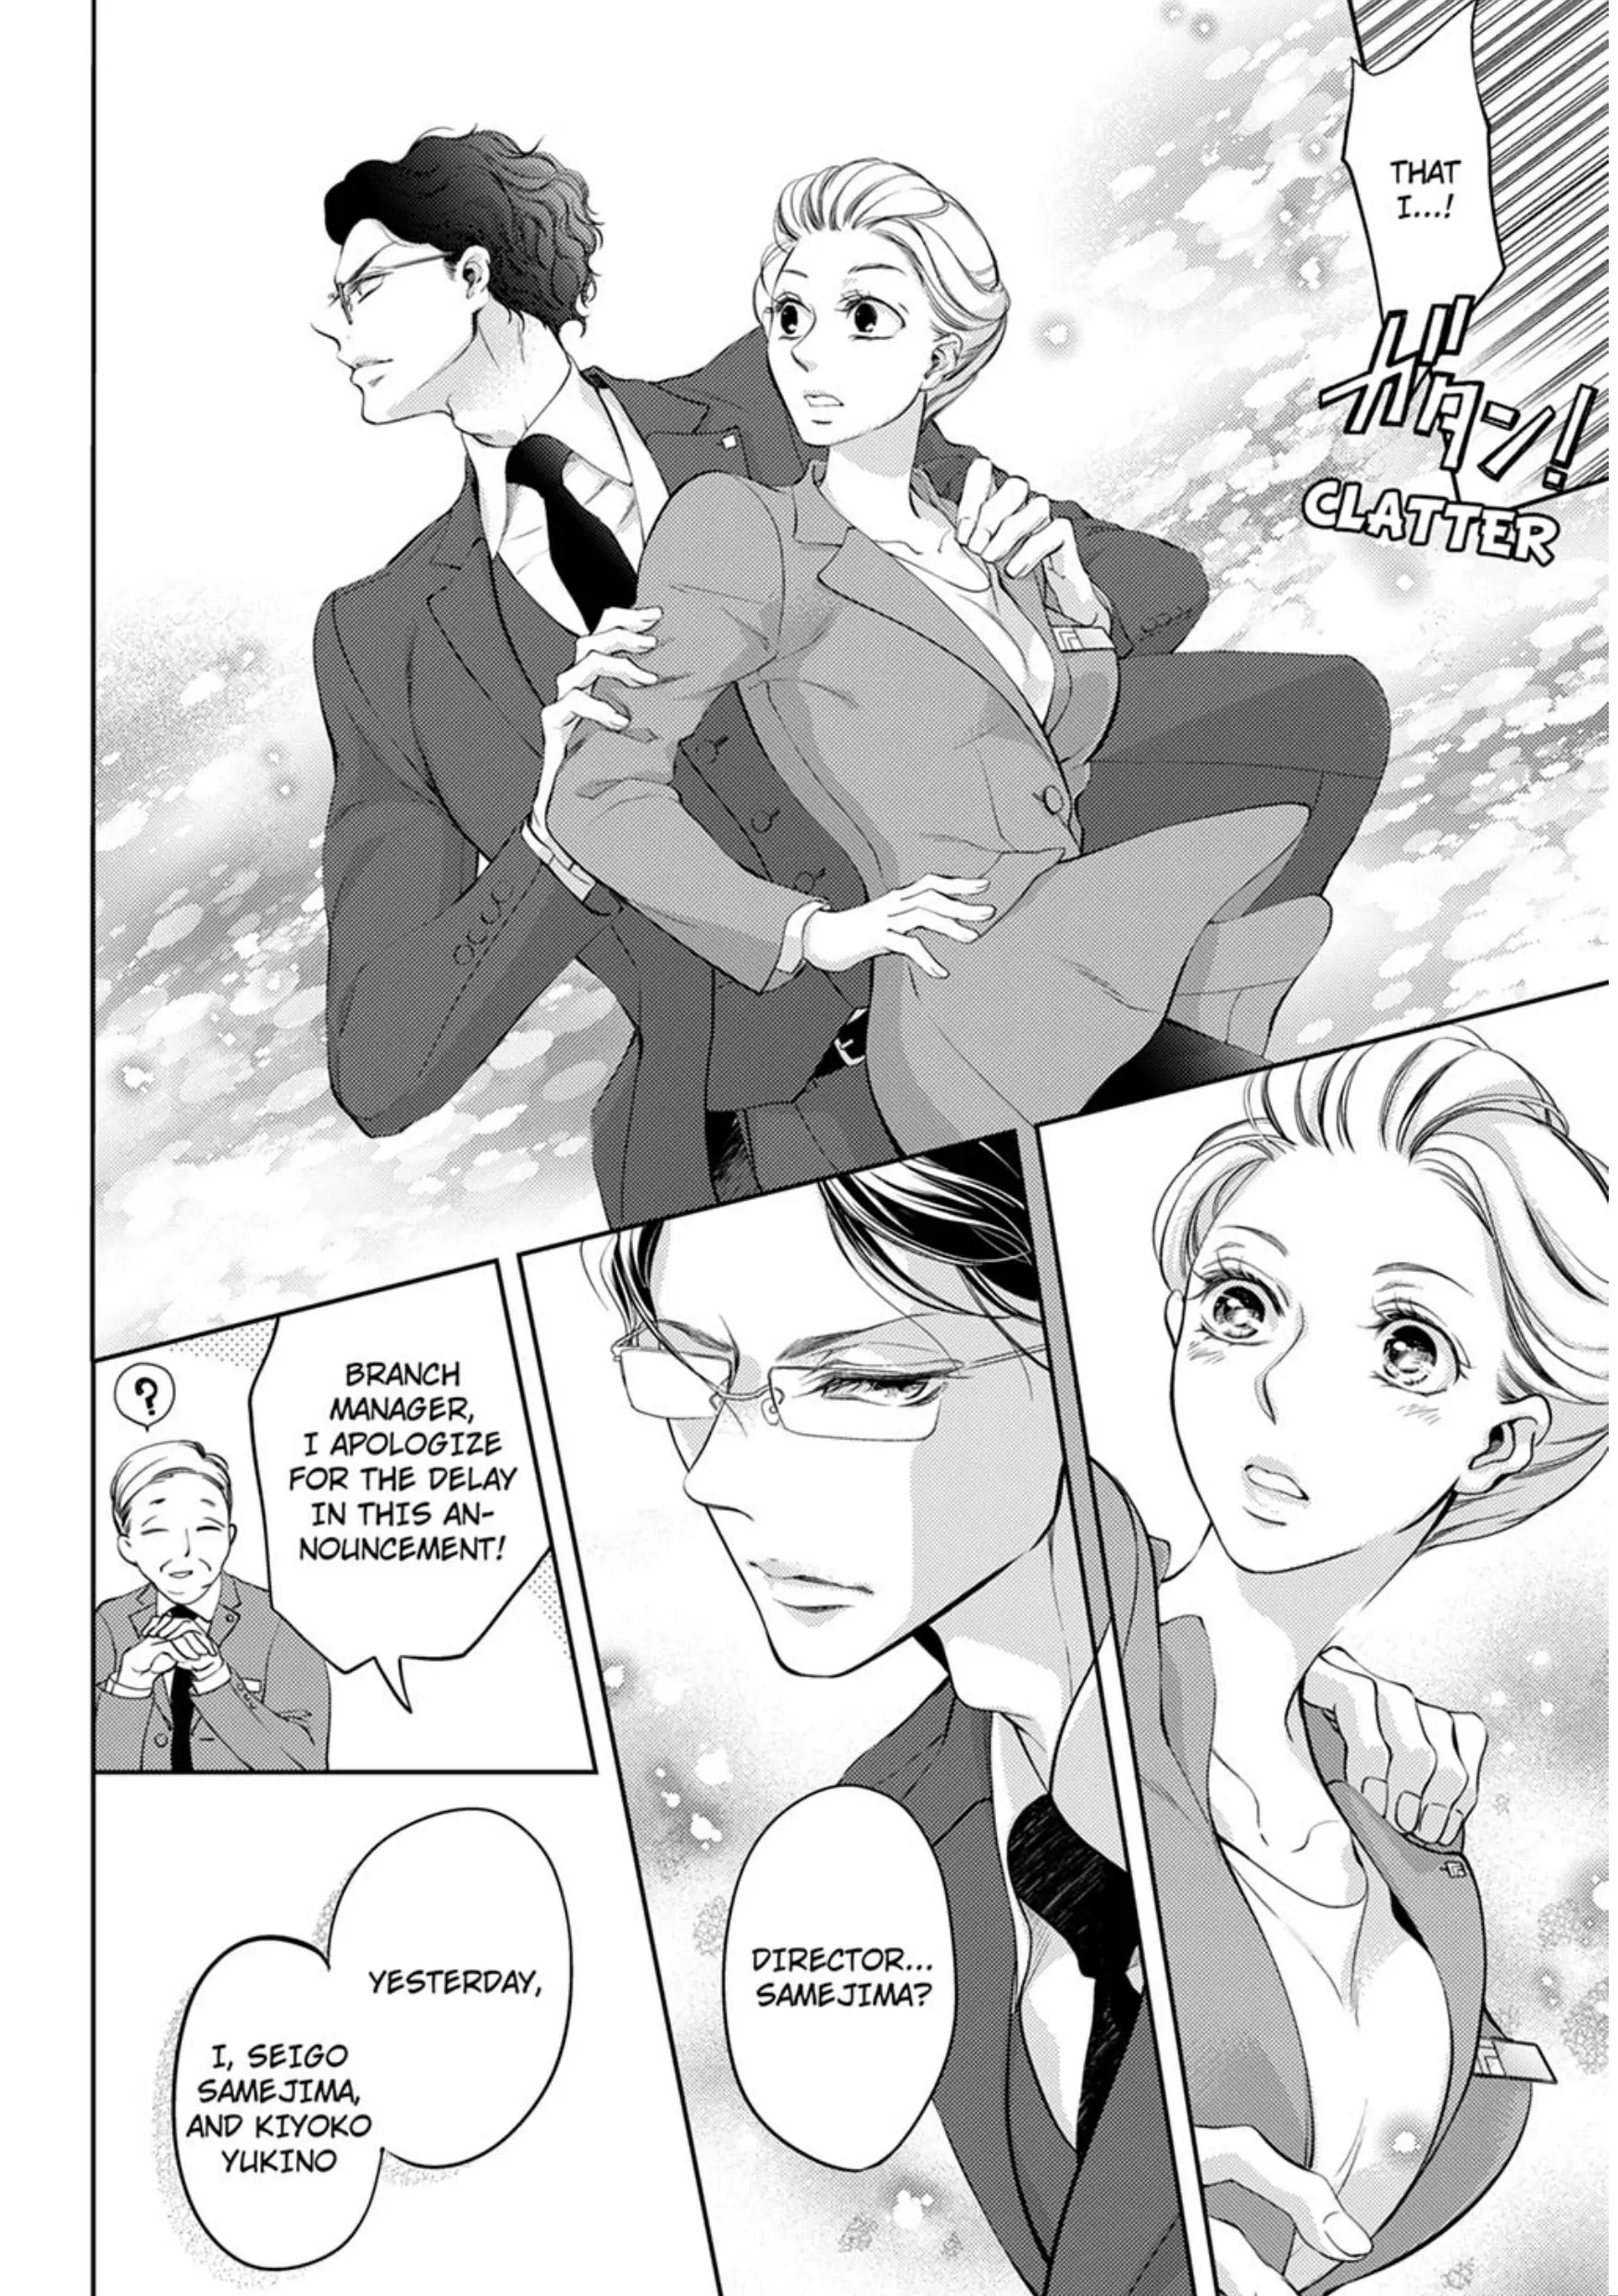 THAT
I...!
ガタン!
CLATTER
DIRECTOR...
SAMEJIMA?
BRANCH
MANAGER,
I APOLOGIZE
FOR THE DELAY
IN THIS AN-
NOUNCEMENT!
?
YESTERDAY,
I, SEIGO
SAMEJIMA,
AND KIYOKO
YUKINO